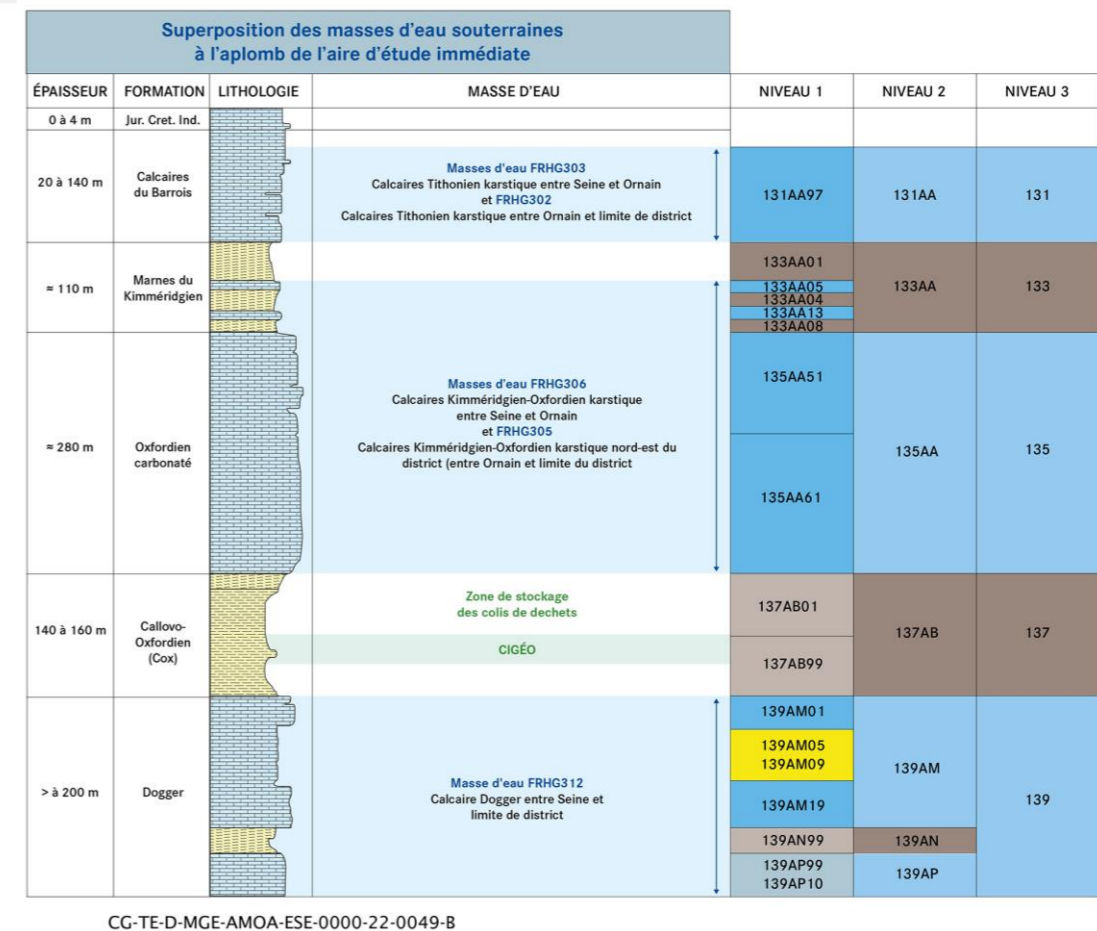 Superposition des masses d'eau souterraines
à l'aplomb de l'aire d'étude immédiate
ÉPAISSEUR FORMATION LITHOLOGIE MASSE D'EAU NIVEAU 1 NIVEAU 2 NIVEAU 3
0 à 4 m Jur. Cret. Ind.
20 à 140 m
Calcaires
du Barrois
Masses d'eau FRHG303
Calcaires Tithonien karstique entre Seine et Ornain
et FRHG302
Calcaires Tithonien karstique entre Ornain et limite de district
131AA97 131AA 131
≈ 110 m
Marnes du
Kimméridgien
133AA01
133AA05
133AA04
133AA13
133AA08
133AA 133
≈ 280 m
Oxfordien
carbonaté
Masses d'eau FRHG306
Calcaires Kimméridgien-Oxfordien karstique
entre Seine et Ornain
et FRHG305
Calcaires Kimméridgien-Oxfordien karstique nord-est du
district (entre Ornain et limite du district
135AA51
135AA61
135AA 135
140 à 160 m
Callovo-
Oxfordien
(Cox)
Zone de stockage
des colis de dechets
CIGÉO
137AB01
137AB99
137AB 137
> à 200 m
Dogger
Masse d'eau FRHG312
Calcaire Dogger entre Seine et
limite de district
139AM01
139AM05
139AM09
139AM19
139AN99
139AP99
139AP10
139AM
139AN
139AP
139
CG-TE-D-MGE-AMOA-ESE-0000-22-0049-B